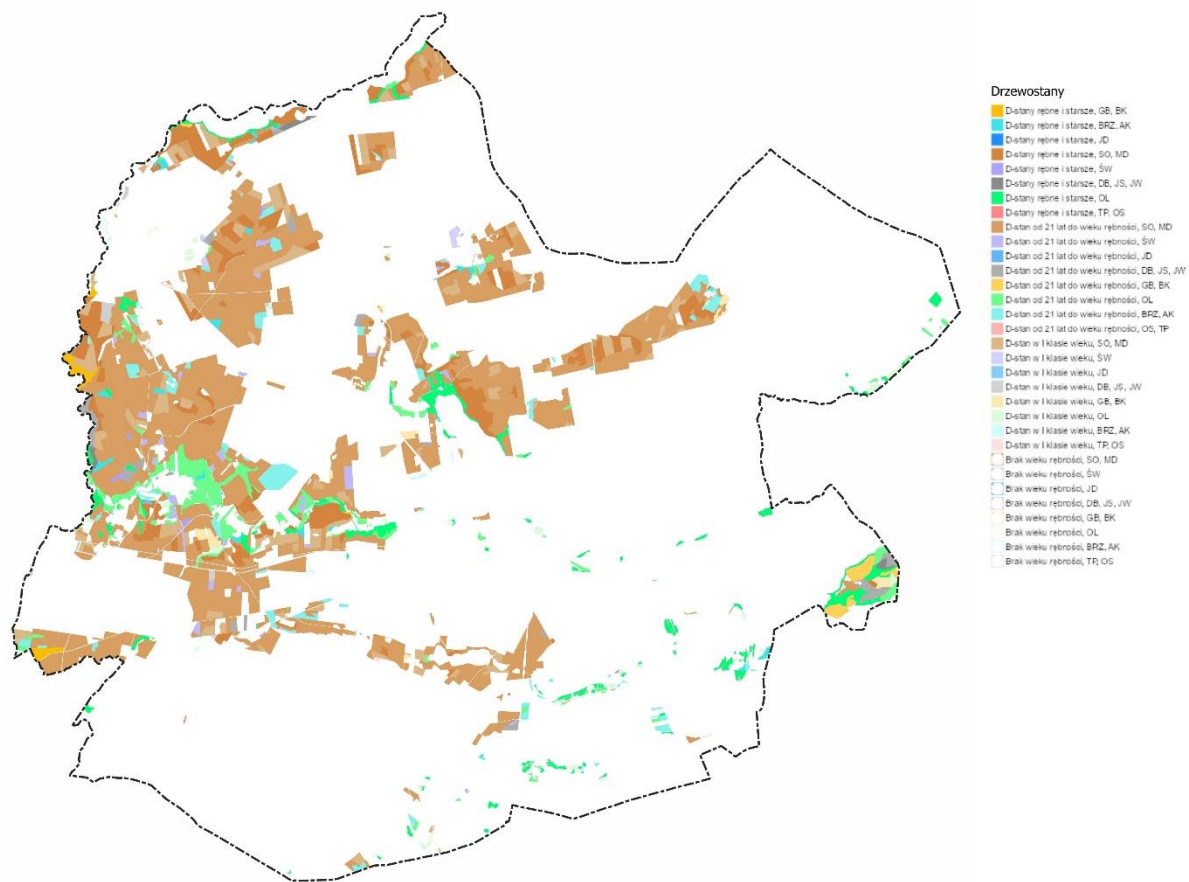 Drzewostany
D-stany rębne i starsze, GB, BK
D-stany rębne i starsze, BRZ, AK
D-stany rębne i starsze, JD
D-stany rębne i starsze, SO, MD
D-stany rębne i starsze, ŚW
D-stany rębne i starsze, DB, JS, JW
D-stany rębne i starsze, OL
D-stany rębne i starsze, TP, OS
D-stan od 21 lat do wieku rębności, SO, MD
D-stan od 21 lat do wieku rębności, ŚW
D-stan od 21 lat do wieku rębności, JD
D-stan od 21 lat do wieku rębności, DB, JS, JW
D-stan od 21 lat do wieku rębności, GB, BK
D-stan od 21 lat do wieku rębności, OL
D-stan od 21 lat do wieku rębności, BRZ, AK
D-stan od 21 lat do wieku rębności, OS, TP
D-stan w I klasie wieku, SO, MD
D-stan w I klasie wieku, ŚW
D-stan w I klasie wieku, JD
D-stan w I klasie wieku, DB, JS, JW
D-stan w I klasie wieku, GB, BK
D-stan w I klasie wieku, OL
D-stan w I klasie wieku, BRZ, AK
D-stan w I klasie wieku, TP, OS
Brak wieku rębności, SO, MD
Brak wieku rębności, ŚW
Brak wieku rębności, JD
Brak wieku rębności, DB, JS, JW
Brak wieku rębności, GB, BK
Brak wieku rębności, OL
Brak wieku rębności, BRZ, AK
Brak wieku rębności, TP, OS